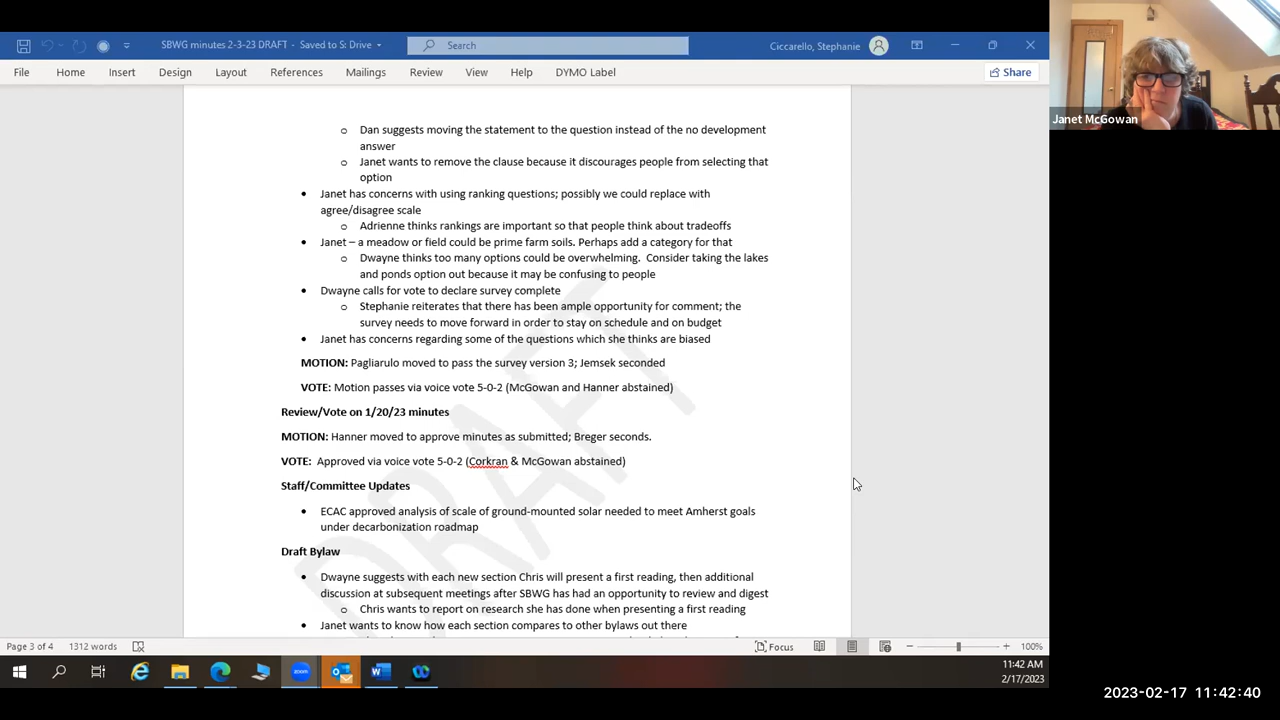 SBWG minutes 2-3-23 DRAFT - Saved to S: Drive
Search
Ciccarello, Stephanie
File Home Insert Design Layout References Mailings Review View Help DYMO Label Share
Janet McGowan
o Dan suggests moving the statement to the question instead of the no development
answer
o Janet wants to remove the clause because it discourages people from selecting that
option
• Janet has concerns with using ranking questions; possibly we could replace with
agree/disagree scale
o Adrienne thinks rankings are important so that people think about tradeoffs
• Janet – a meadow or field could be prime farm soils. Perhaps add a category for that
o Dwayne thinks too many options could be overwhelming. Consider taking the lakes
and ponds option out because it may be confusing to people
• Dwayne calls for vote to declare survey complete
o Stephanie reiterates that there has been ample opportunity for comment; the
survey needs to move forward in order to stay on schedule and on budget
• Janet has concerns regarding some of the questions which she thinks are biased
MOTION: Pagliarulo moved to pass the survey version 3; Jemsek seconded
VOTE: Motion passes via voice vote 5-0-2 (McGowan and Hanner abstained)
Review/Vote on 1/20/23 minutes
MOTION: Hanner moved to approve minutes as submitted; Breger seconds.
VOTE: Approved via voice vote 5-0-2 (Corkran & McGowan abstained)
Staff/Committee Updates
• ECAC approved analysis of scale of ground-mounted solar needed to meet Amherst goals
under decarbonization roadmap
Draft Bylaw
• Dwayne suggests with each new section Chris will present a first reading, then additional
discussion at subsequent meetings after SBWG has had an opportunity to review and digest
o Chris wants to report on research she has done when presenting a first reading
• Janet wants to know how each section compares to other bylaws out there
DRAFT
Page 3 of 4 1312 words Focus 100%
11:42 AM
2/17/2023
2023-02-17 11:42:40